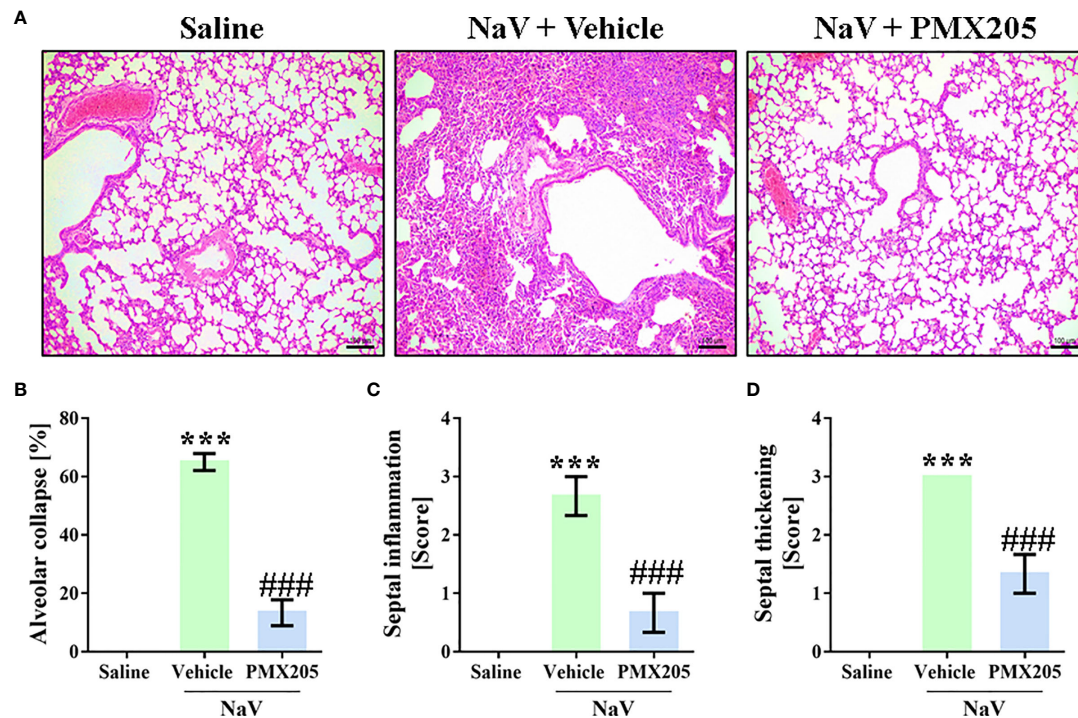 A
Saline
NaV + Vehicle
NaV + PMX205
100 µm
B
Alveolar collapse [%]
80
60
40
20
0
***
###
Saline
Vehicle
PMX205
NaV
C
Septal inflammation
[Score]
4
3
2
1
0
***
###
Saline
Vehicle
PMX205
NaV
D
Septal thickening
[Score]
4
3
2
1
0
***
###
Saline
Vehicle
PMX205
NaV